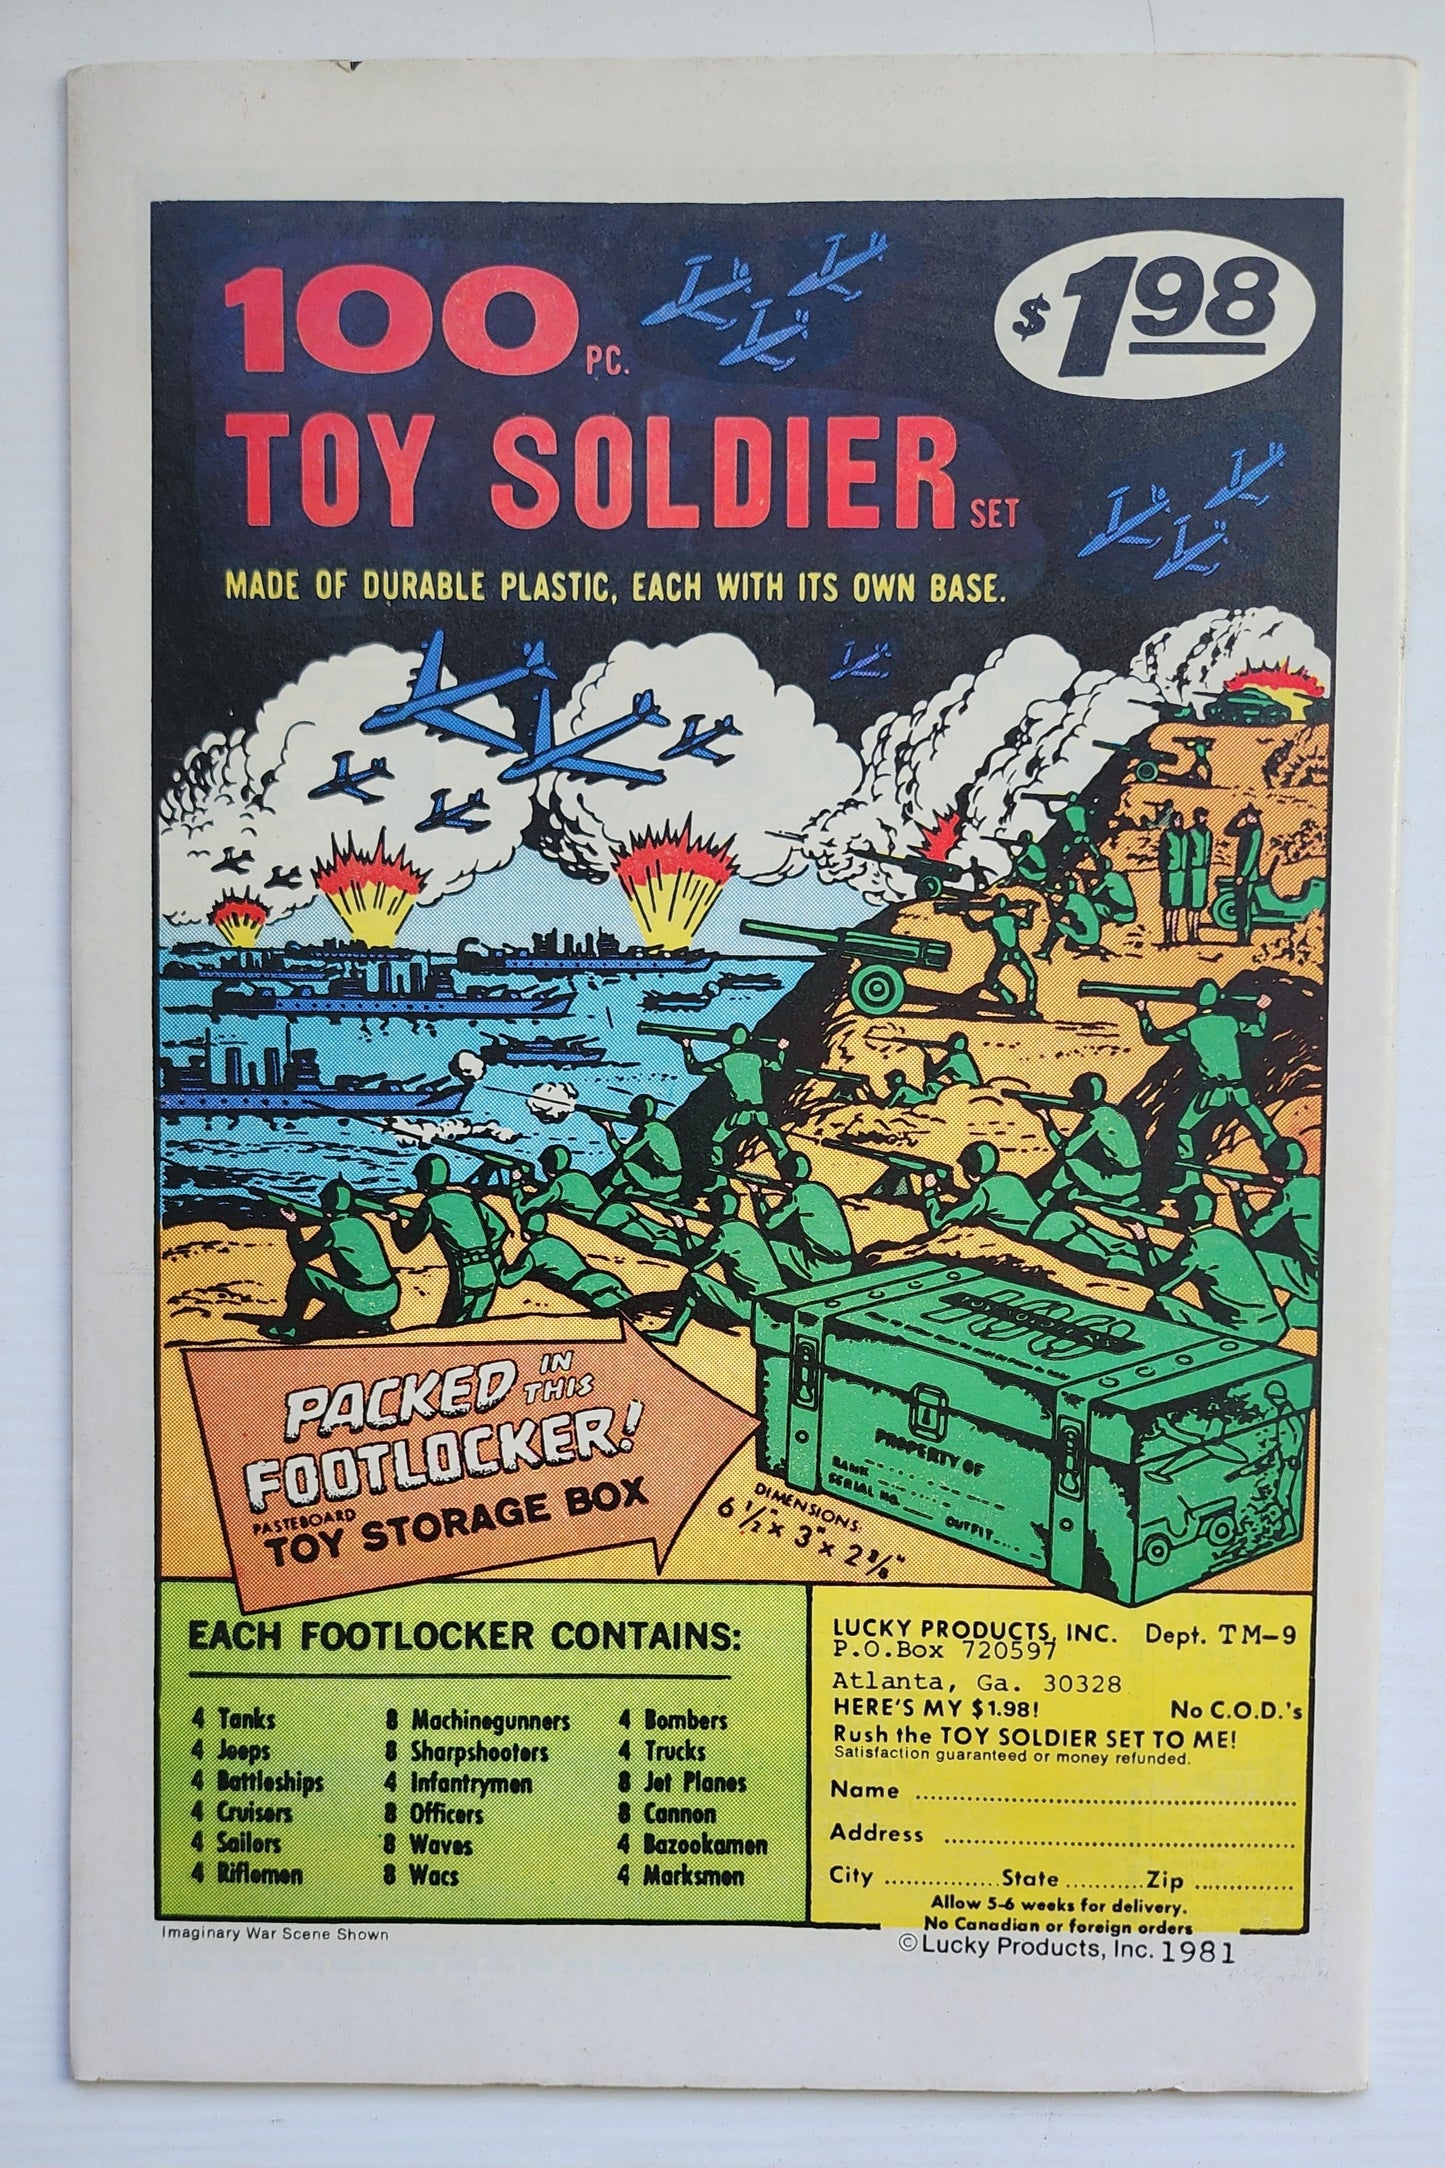 100 PC.
$1.98
TOY SOLDIER SET
MADE OF DURABLE PLASTIC, EACH WITH ITS OWN BASE.
PACKED IN THIS
FOOTLOCKER!
PASTEBOARD
TOY STORAGE BOX
100
PROPERTY OF
RANK
SERIAL NO.
OUTFIT
DIMENSIONS:
6 1/2" x 3" x 2 3/8"
EACH FOOTLOCKER CONTAINS:
4 Tanks
4 Jeeps
4 Battleships
4 Cruisers
4 Sailors
4 Riflemen
8 Machinegunners
8 Sharpshooters
4 Infantrymen
8 Officers
8 Waves
8 Wacs
4 Bombers
4 Trucks
8 Jet Planes
8 Cannon
4 Bazookamen
4 Marksmen
LUCKY PRODUCTS, INC. Dept. TM-9
P.O.Box 720597
Atlanta, Ga. 30328
HERE'S MY $1.98! No C.O.D.'s
Rush the TOY SOLDIER SET TO ME!
Satisfaction guaranteed or money refunded.
Name
Address
City State Zip
Allow 5-6 weeks for delivery.
No Canadian or foreign orders
Imaginary War Scene Shown
©Lucky Products, Inc. 1981